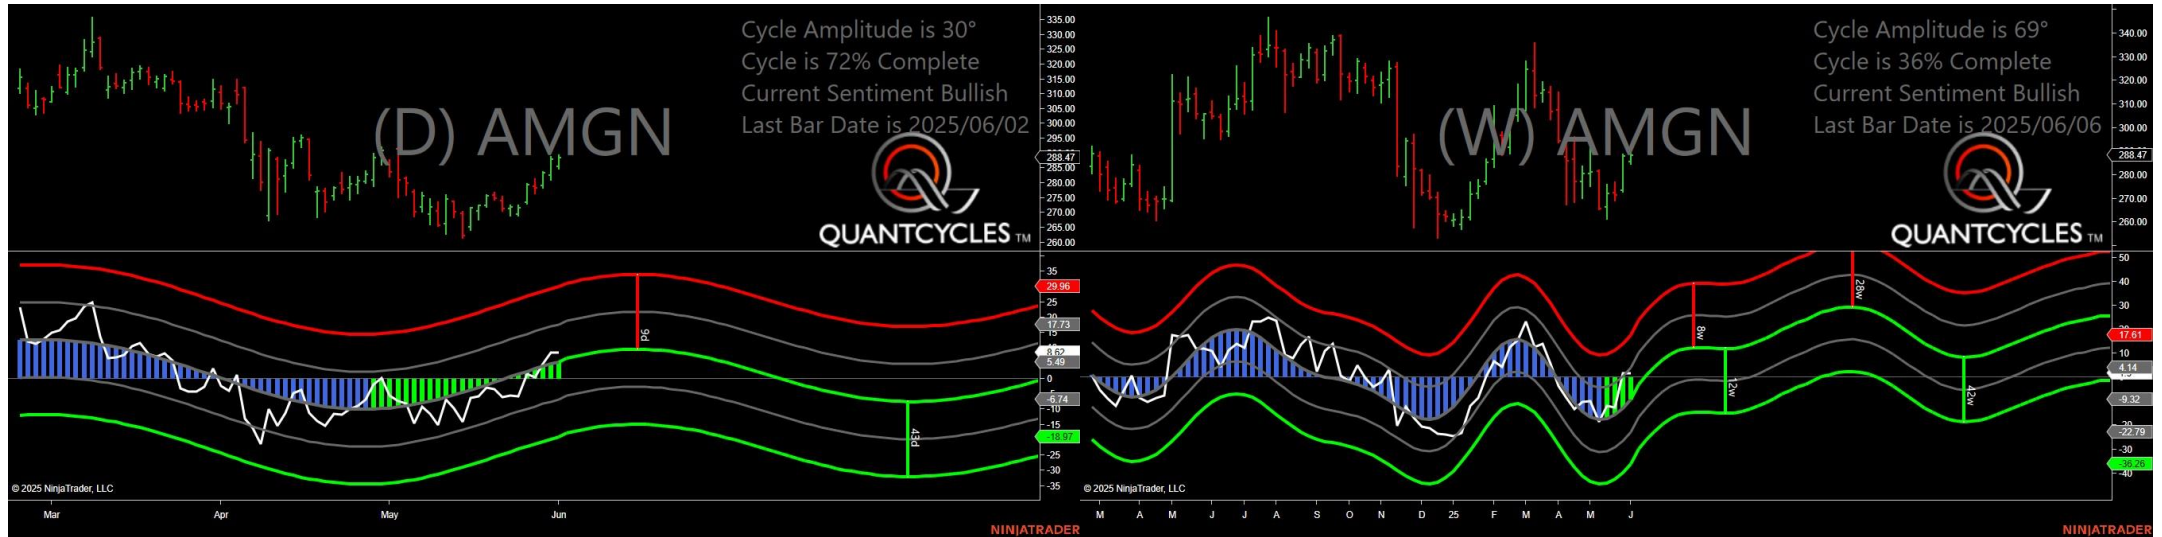 Cycle Amplitude is 30°
Cycle is 72% Complete
Current Sentiment Bullish
Last Bar Date is 2025/06/02
(D) AMGN
QUANTCYCLES TM
335.00
330.00
325.00
320.00
315.00
310.00
305.00
300.00
295.00
288.47
285.00
280.00
275.00
270.00
265.00
260.00
35
29.96
25
17.73
15
8.62
5.49
0
-6.74
-10
-15
-18.97
-25
-30
-35
9d
43d
© 2025 NinjaTrader, LLC
Mar Apr May Jun
NINJATRADER
Cycle Amplitude is 69°
Cycle is 36% Complete
Current Sentiment Bullish
Last Bar Date is 2025/06/06
(W) AMGN
QUANTCYCLES TM
340.00
330.00
320.00
310.00
300.00
288.47
280.00
270.00
260.00
50
40
30
17.61
10
4.14
-9.32
-22.79
-30
-36.26
-40
8w
12w
28w
42w
© 2025 NinjaTrader, LLC
M A M J J A S O N D 25 F M A M J
NINJATRADER